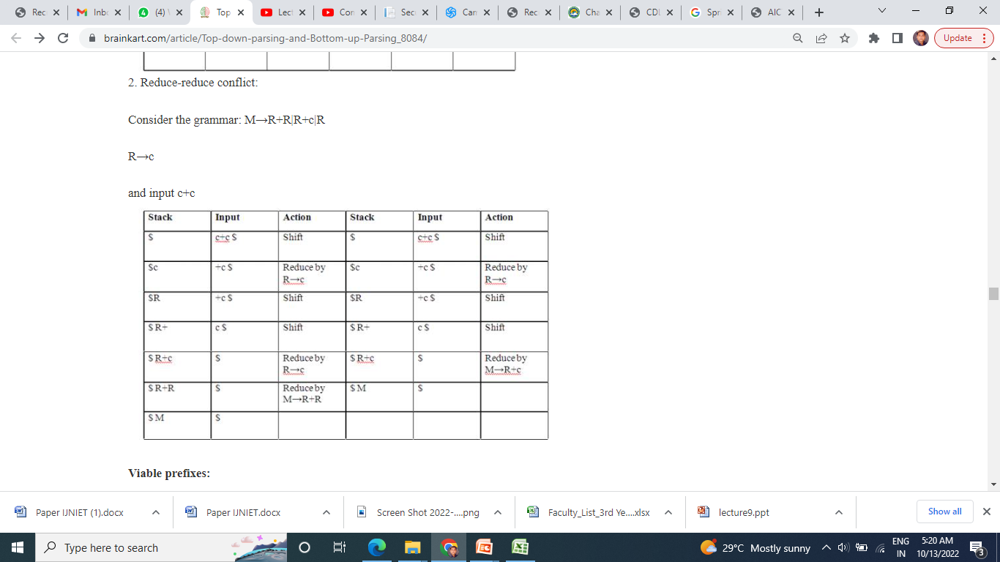 Rec Inbc (4) Top Lect Con Seci Can Rec Cha CDI Spri AIC
brainkart.com/article/Top-down-parsing-and-Bottom-up-Parsing_8084/ Update
2. Reduce-reduce conflict:
Consider the grammar: M→R+R|R+c|R
R→c
and input c+c
Stack Input Action Stack Input Action
$ c+c $ Shift $ c+c $ Shift
$c +c $ Reduce by $c +c $ Reduce by
R→c R→c
$R +c $ Shift $R +c $ Shift
$ R+ c $ Shift $ R+ c $ Shift
$ R+c $ Reduce by $ R+c $ Reduce by
R→c M→R+c
$ R+R $ Reduce by $ M $
M→R+R
$ M $
Viable prefixes:
Paper IJNIET (1).docx Paper IJNIET.docx Screen Shot 2022-....png Faculty_List_3rd Ye....xlsx lecture9.ppt Show all
Type here to search 29°C Mostly sunny ENG 5:20 AM
IN 10/13/2022 3